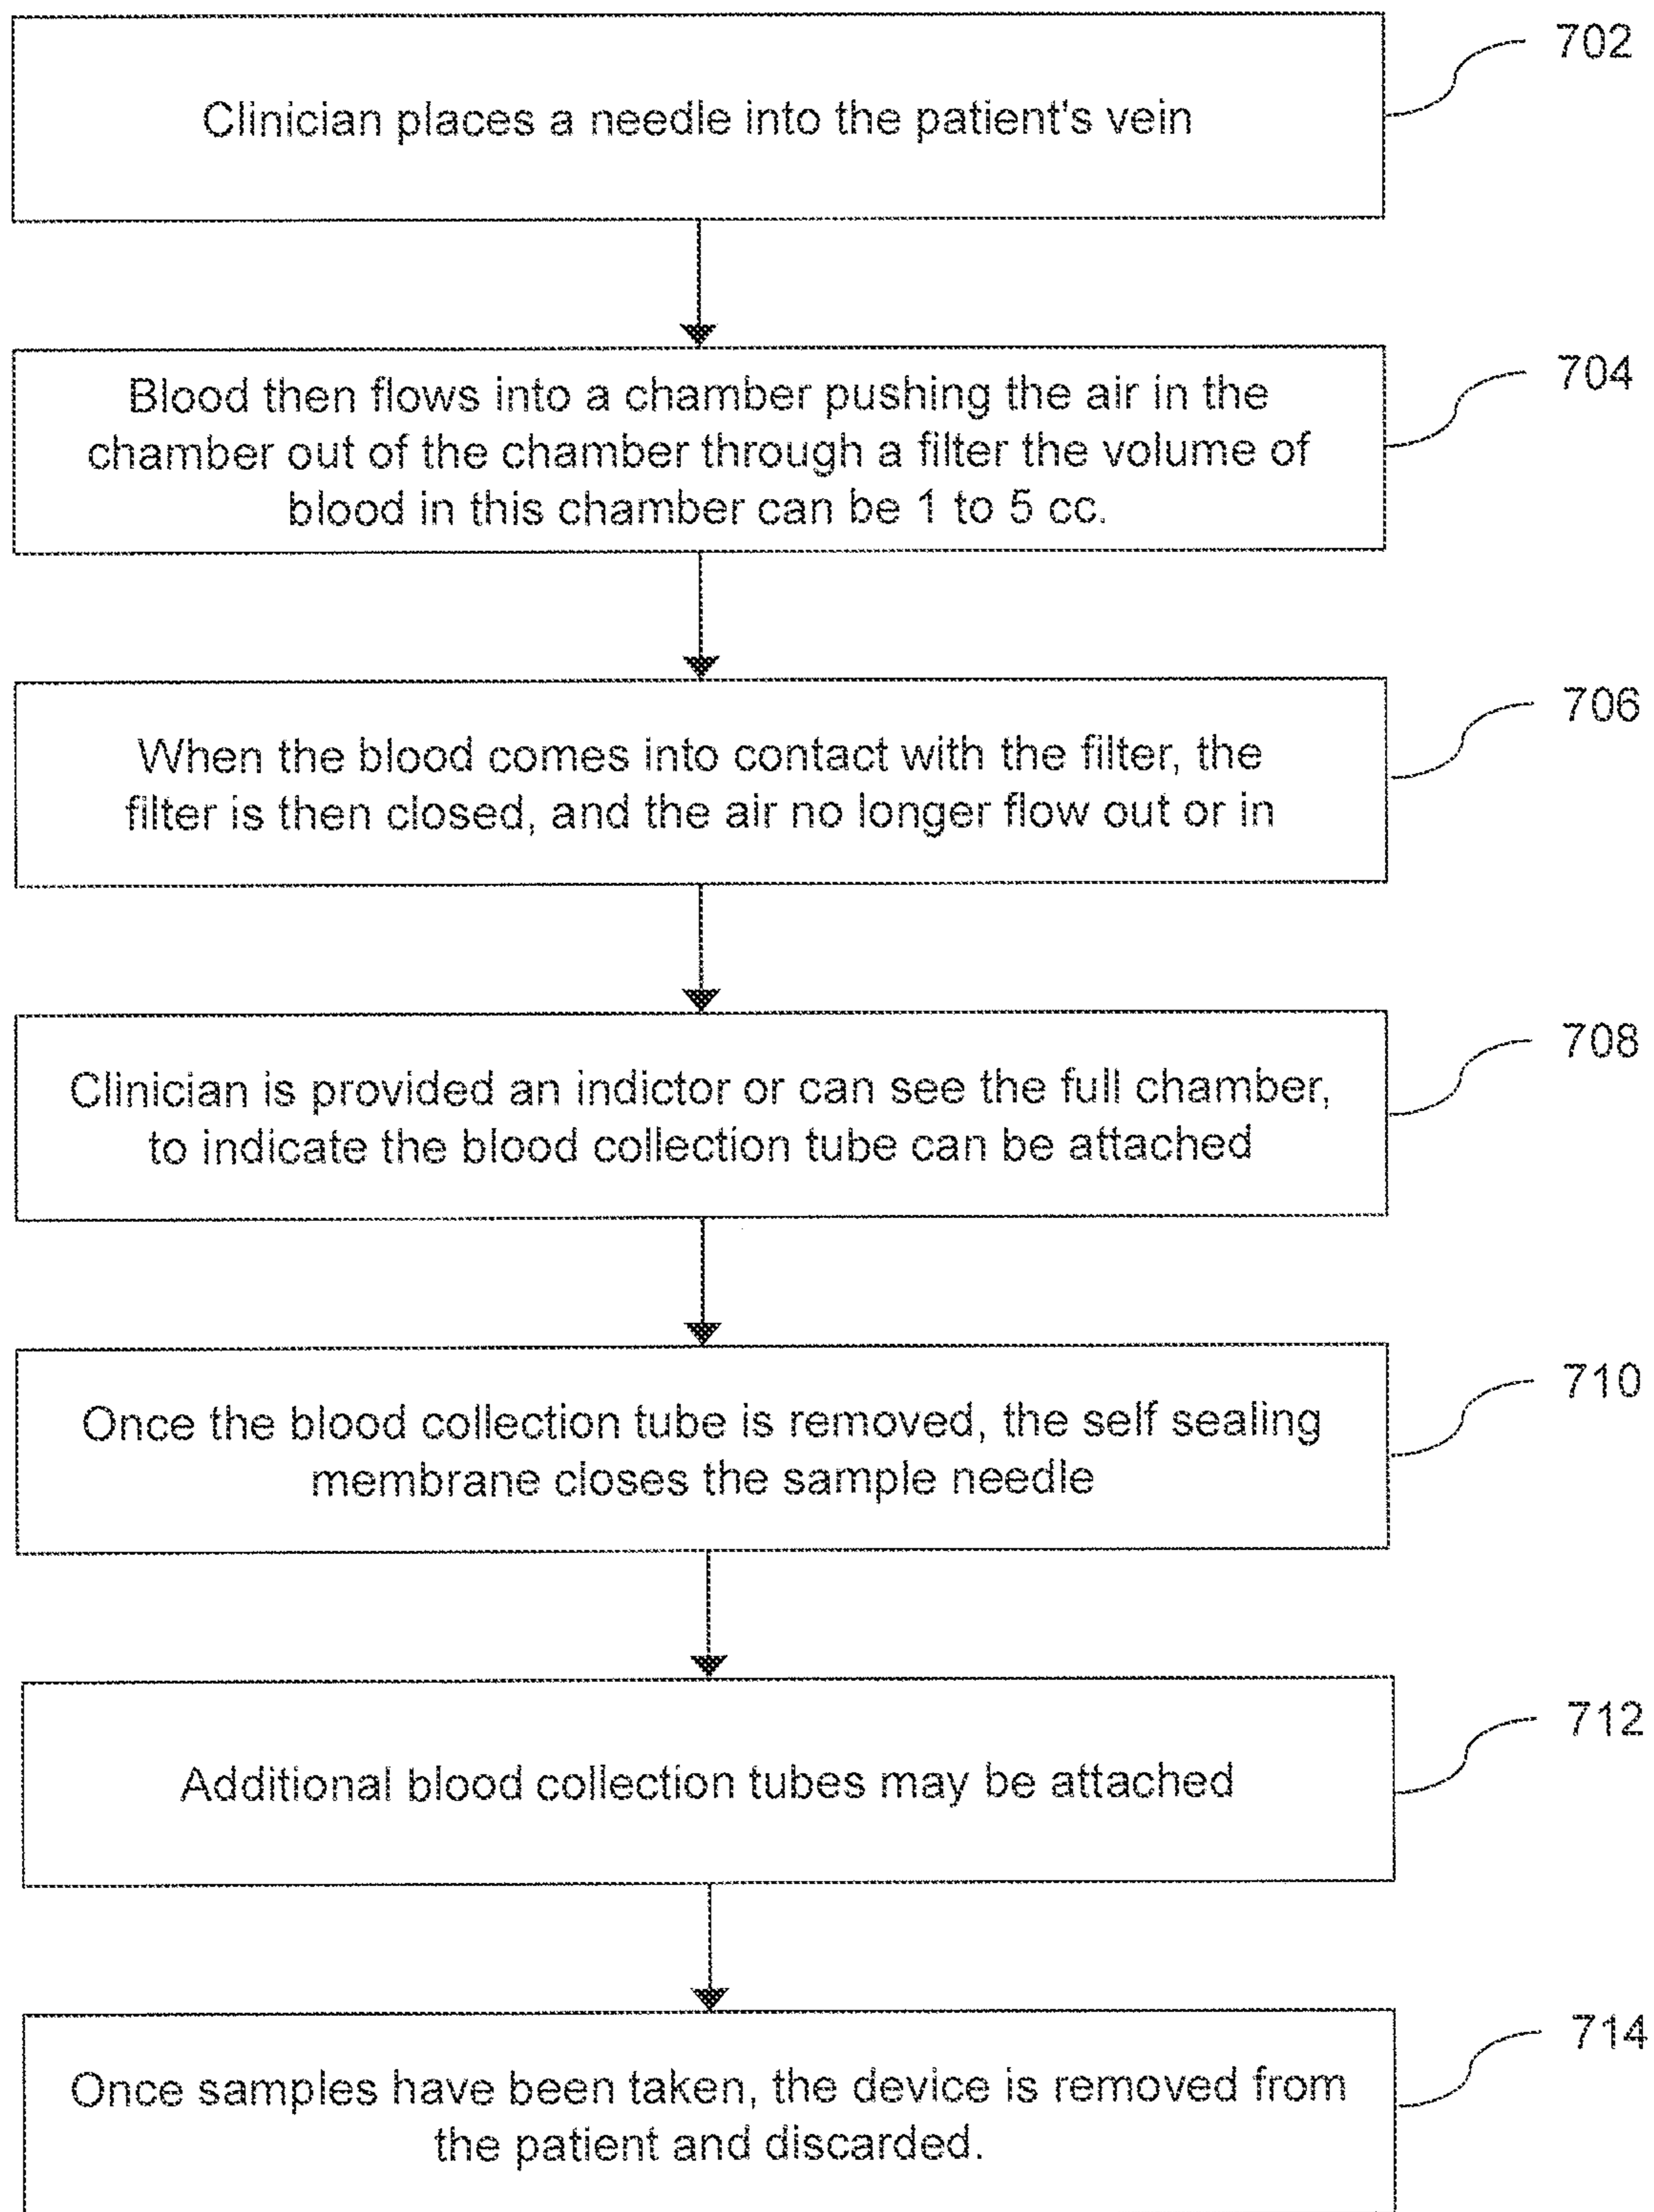 702
Clinician places a needle into the patient's vein
704
Blood then flows into a chamber pushing the air in the
chamber out of the chamber through a filter the volume of
blood in this chamber can be 1 to 5 cc.
706
When the blood comes into contact with the filter, the
filter is then closed, and the air no longer flow out or in
708
Clinician is provided an indictor or can see the full chamber,
to indicate the blood collection tube can be attached
710
Once the blood collection tube is removed, the self sealing
membrane closes the sample needle
712
Additional blood collection tubes may be attached
714
Once samples have been taken, the device is removed from
the patient and discarded.